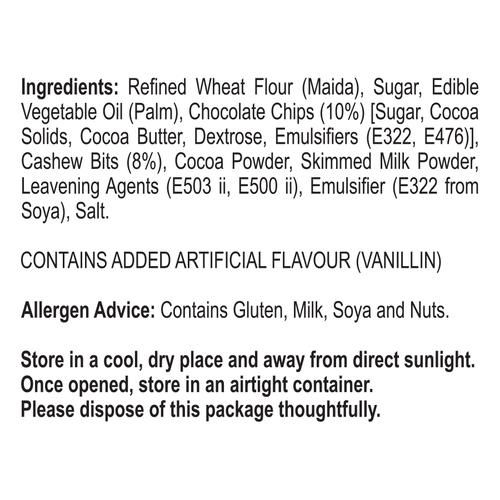 Ingredients: Refined Wheat Flour (Maida), Sugar, Edible
Vegetable Oil (Palm), Chocolate Chips (10%) [Sugar, Cocoa
Solids, Cocoa Butter, Dextrose, Emulsifiers (E322, E476)],
Cashew Bits (8%), Cocoa Powder, Skimmed Milk Powder,
Leavening Agents (E503 ii, E500 ii), Emulsifier (E322 from
Soya), Salt.
CONTAINS ADDED ARTIFICIAL FLAVOUR (VANILLIN)
Allergen Advice: Contains Gluten, Milk, Soya and Nuts.
Store in a cool, dry place and away from direct sunlight.
Once opened, store in an airtight container.
Please dispose of this package thoughtfully.